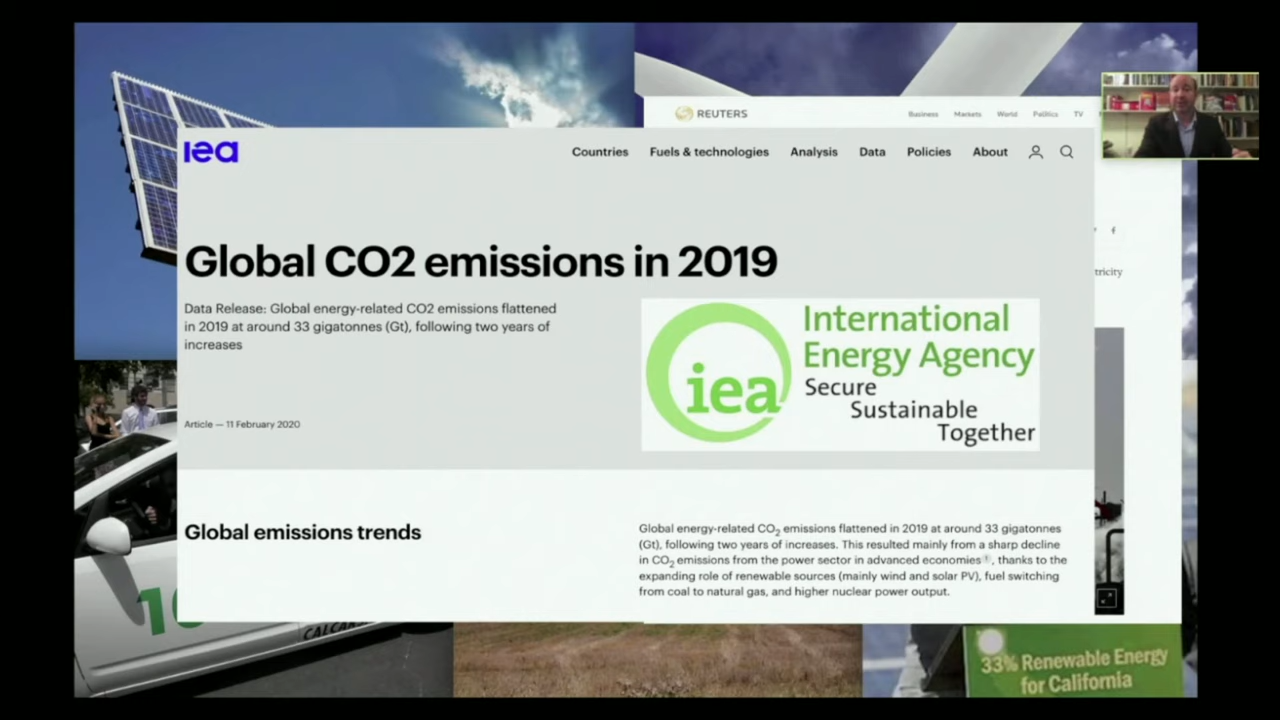 REUTERS
Business Markets World Politics TV
iea
Countries Fuels & technologies Analysis Data Policies About
Global CO2 emissions in 2019
Data Release: Global energy-related CO2 emissions flattened
in 2019 at around 33 gigatonnes (Gt), following two years of
increases
Article — 11 February 2020
iea
International
Energy Agency
Secure
Sustainable
Together
tricity
Global emissions trends
Global energy-related CO2 emissions flattened in 2019 at around 33 gigatonnes
(Gt), following two years of increases. This resulted mainly from a sharp decline
in CO2 emissions from the power sector in advanced economies, thanks to the
expanding role of renewable sources (mainly wind and solar PV), fuel switching
from coal to natural gas, and higher nuclear power output.
10
33% Renewable Energy
for California